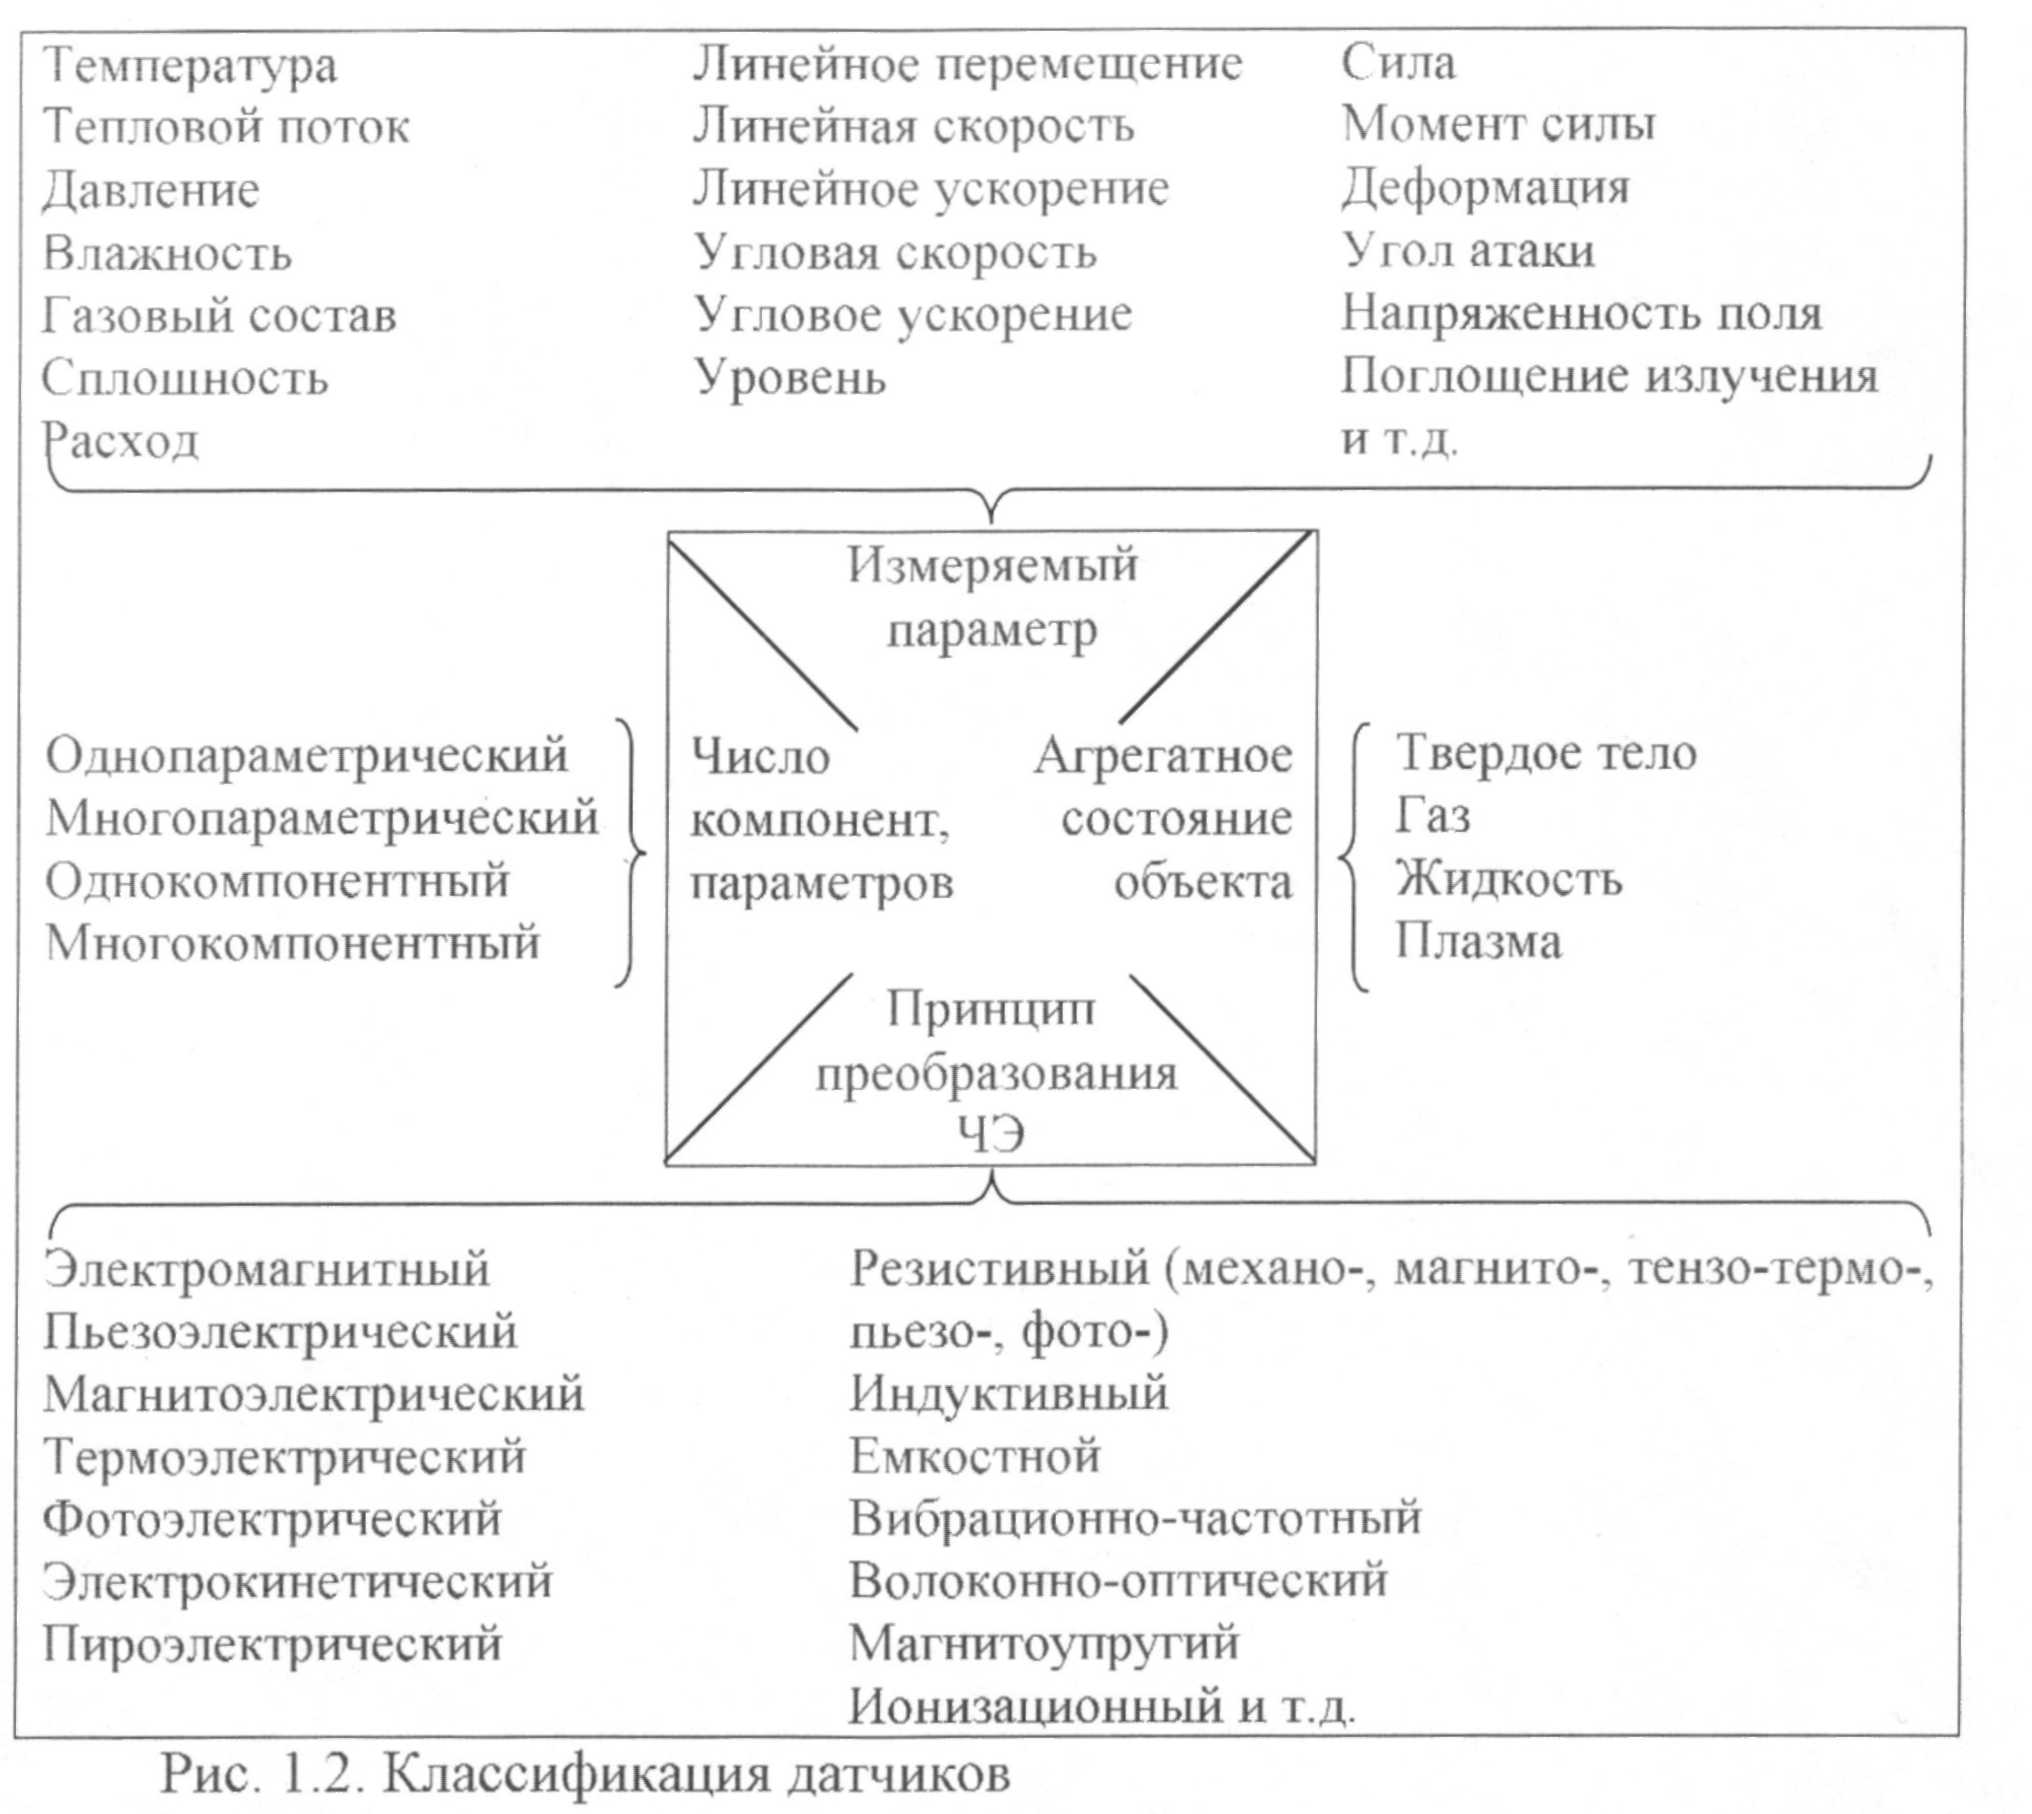 Температура
Тепловой поток
Давление
Влажность
Газовый состав
Сплошность
Расход
Линейное перемещение
Линейная скорость
Линейное ускорение
Угловая скорость
Угловое ускорение
Уровень
Сила
Момент силы
Деформация
Угол атаки
Напряженность поля
Поглощение излучения
и т.д.
Измеряемый
параметр
Однопараметрический
Многопараметрический
Однокомпонентный
Многокомпонентный
Число
компонент,
параметров
Агрегатное
состояние
объекта
Твердое тело
Газ
Жидкость
Плазма
Принцип
преобразования
ЧЭ
Электромагнитный
Пьезоэлектрический
Магнитоэлектрический
Термоэлектрический
Фотоэлектрический
Электрокинетический
Пироэлектрический
Резистивный (механо-, магнито-, тензо-термо-,
пьезо-, фото-)
Индуктивный
Емкостной
Вибрационно-частотный
Волоконно-оптический
Магнитоупругий
Ионизационный и т.д.
Рис. 1.2. Классификация датчиков